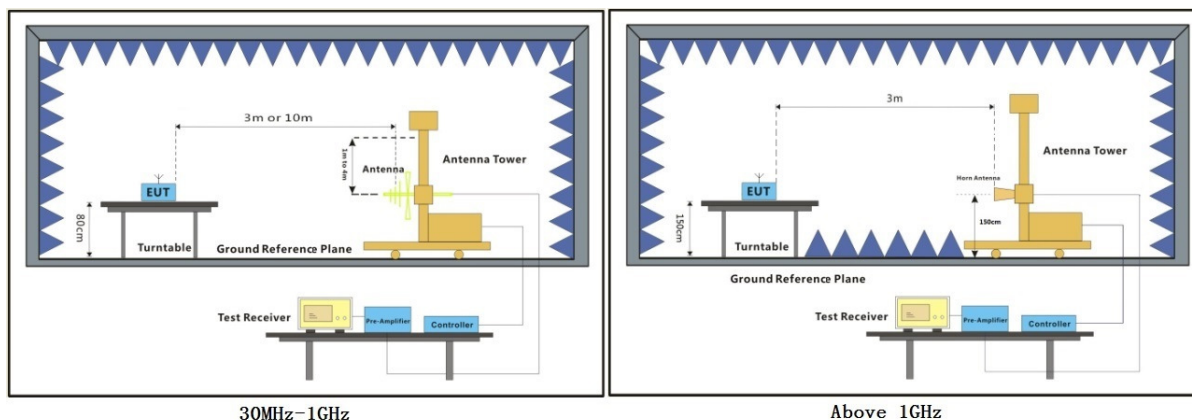 3m or 10m
1m to 4m
Antenna
Antenna Tower
EUT
80cm
Turntable
Ground Reference Plane
Test Receiver
Pre-Amplifier
Controller
30MHz-1GHz
3m
Antenna Tower
Horn Antenna
EUT
150cm
150cm
Turntable
Ground Reference Plane
Test Receiver
Pre-Amplifier
Controller
Above 1GHz